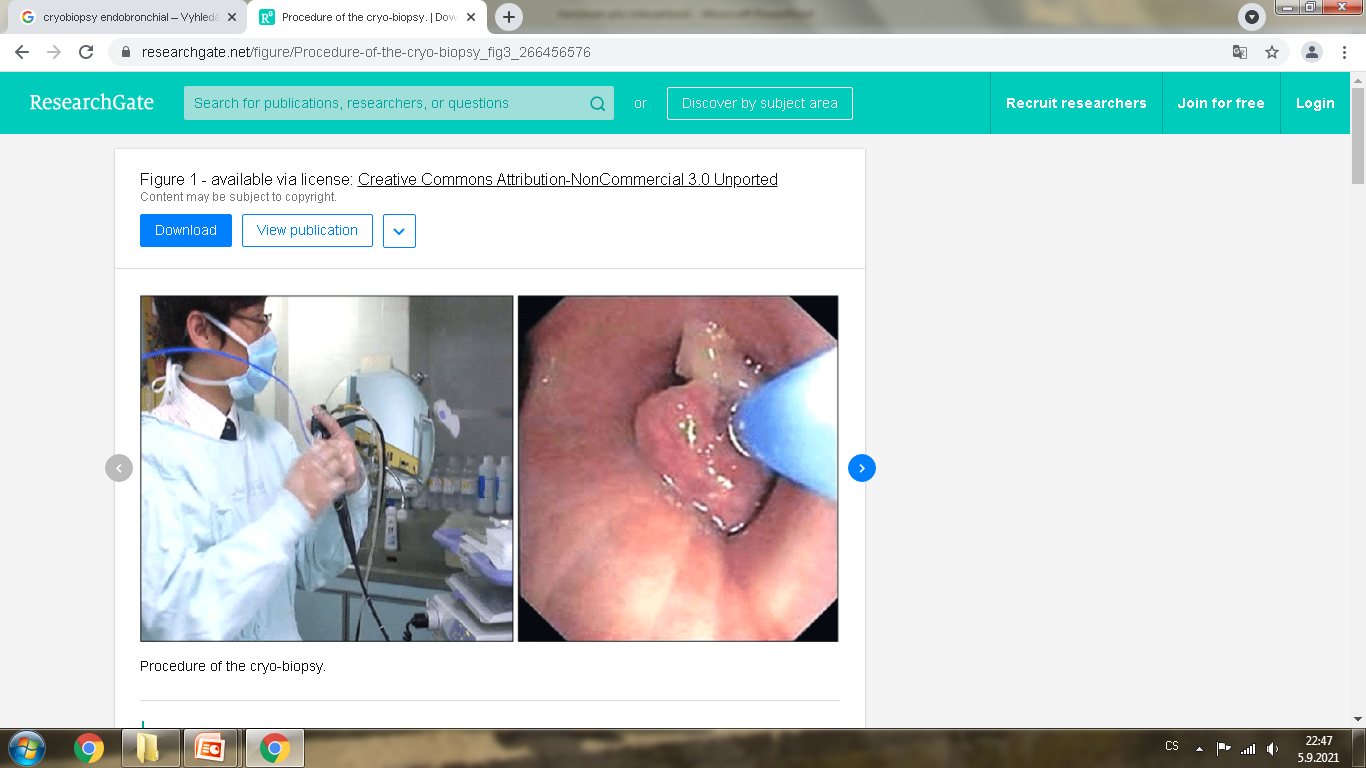 cryobiopsy endobronchial – Vyhledá
Procedure of the cryo-biopsy. | Dow
researchgate.net/figure/Procedure-of-the-cryo-biopsy_fig3_266456576
ResearchGate
Search for publications, researchers, or questions
or
Discover by subject area
Recruit researchers
Join for free
Login
Figure 1 - available via license: Creative Commons Attribution-NonCommercial 3.0 Unported
Content may be subject to copyright.
Download
View publication
Procedure of the cryo-biopsy.
CS
22:47
5.9.2021